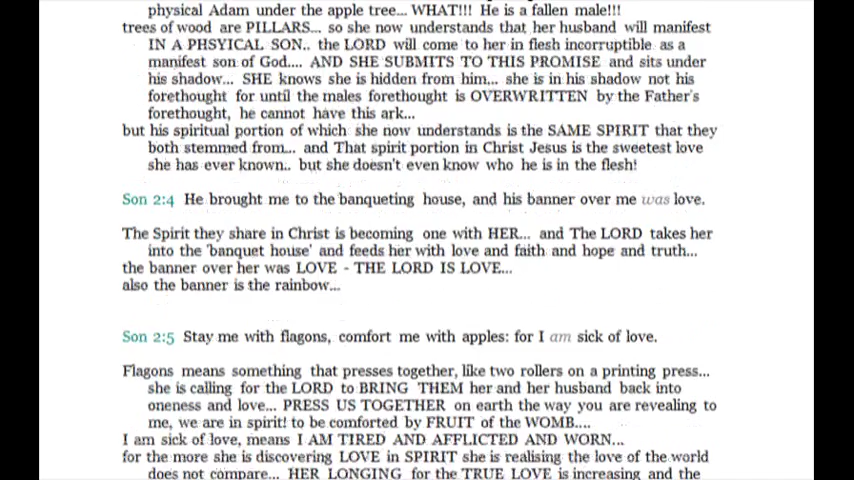 physical Adam under the apple tree... WHAT!!! He is a fallen male!!!
trees of wood are PILLARS... so she now understands that her husband will manifest
IN A PHSYICAL SON.. the LORD will come to her in flesh incorruptible as a
manifest son of God.... AND SHE SUBMITS TO THIS PROMISE and sits under
his shadow... SHE knows she is hidden from him... she is in his shadow not his
forethought for until the males forethought is OVERWRITTEN by the Father's
forethought, he cannot have this ark...
but his spiritual portion of which she now understands is the SAME SPIRIT that they
both stemmed from... and That spirit portion in Christ Jesus is the sweetest love
she has ever known.. but she doesn't even know who he is in the flesh!
Son 2:4 He brought me to the banqueting house, and his banner over me was love.
The Spirit they share in Christ is becoming one with HER... and The LORD takes her
into the 'banquet house' and feeds her with love and faith and hope and truth...
the banner over her was LOVE - THE LORD IS LOVE...
also the banner is the rainbow...
Son 2:5 Stay me with flagons, comfort me with apples: for I am sick of love.
Flagons means something that presses together, like two rollers on a printing press...
she is calling for the LORD to BRING THEM her and her husband back into
oneness and love... PRESS US TOGETHER on earth the way you are revealing to
me, we are in spirit! to be comforted by FRUIT of the WOMB....
I am sick of love, means I AM TIRED AND AFFLICTED AND WORN...
for the more she is discovering LOVE in SPIRIT she is realising the love of the world
does not compare... HER LONGING for the TRUE LOVE is increasing and the